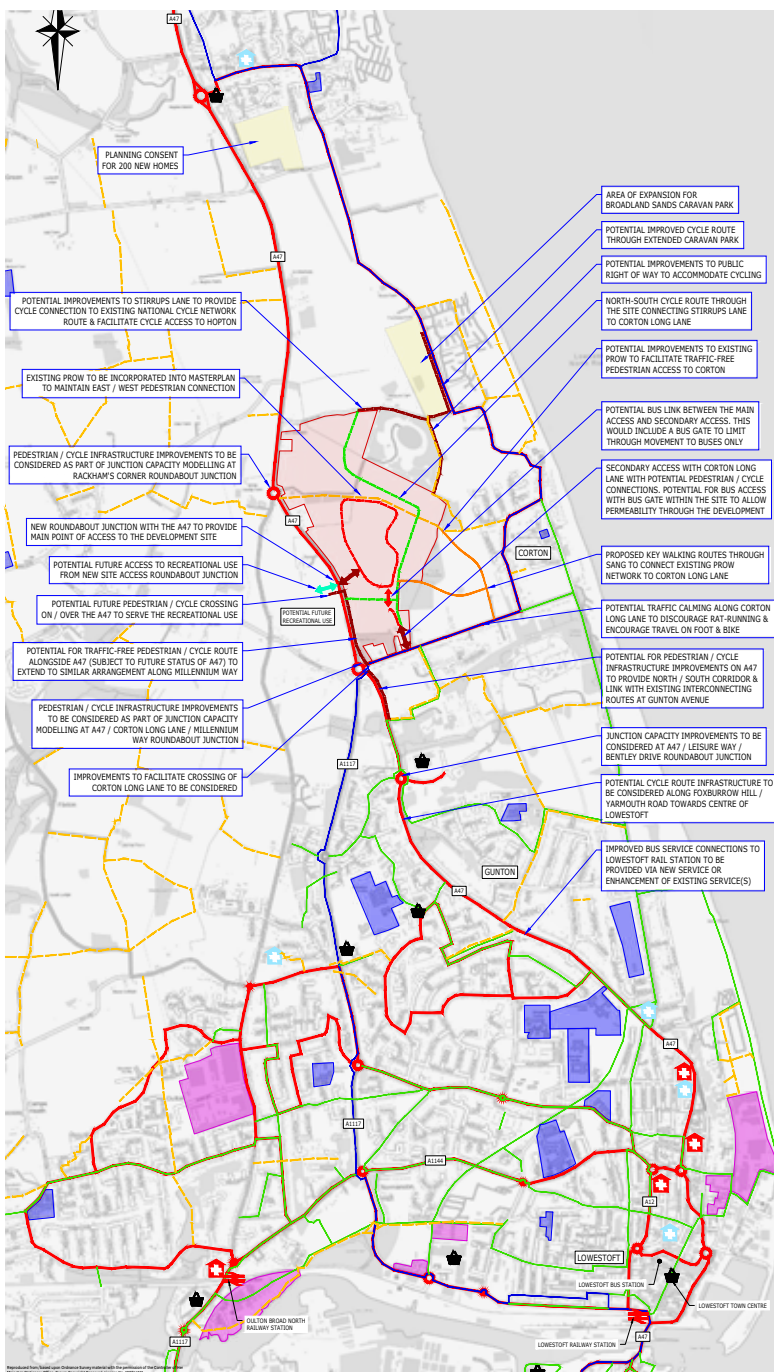 A47
PLANNING CONSENT
FOR 200 NEW HOMES
A47
AREA OF EXPANSION FOR
BROADLAND SANDS CARAVAN PARK
POTENTIAL IMPROVED CYCLE ROUTE
THROUGH EXTENDED CARAVAN PARK
POTENTIAL IMPROVEMENTS TO PUBLIC
RIGHT OF WAY TO ACCOMMODATE CYCLING
POTENTIAL IMPROVEMENTS TO STIRRUPS LANE TO PROVIDE
CYCLE CONNECTION TO EXISTING NATIONAL CYCLE NETWORK
ROUTE & FACILITATE CYCLE ACCESS TO HOPTON
NORTH-SOUTH CYCLE ROUTE THROUGH
THE SITE CONNECTING STIRRUPS LANE
TO CORTON LONG LANE
POTENTIAL IMPROVEMENTS TO EXISTING
PROW TO FACILITATE TRAFFIC-FREE
PEDESTRIAN ACCESS TO CORTON
EXISTING PROW TO BE INCORPORATED INTO MASTERPLAN
TO MAINTAIN EAST / WEST PEDESTRIAN CONNECTION
POTENTIAL BUS LINK BETWEEN THE MAIN
ACCESS AND SECONDARY ACCESS. THIS
WOULD INCLUDE A BUS GATE TO LIMIT
THROUGH MOVEMENT TO BUSES ONLY
PEDESTRIAN / CYCLE INFRASTRUCTURE IMPROVEMENTS TO BE
CONSIDERED AS PART OF JUNCTION CAPACITY MODELLING AT
RACKHAM'S CORNER ROUNDABOUT JUNCTION
SECONDARY ACCESS WITH CORTON LONG
LANE WITH POTENTIAL PEDESTRIAN / CYCLE
CONNECTIONS. POTENTIAL FOR BUS ACCESS
WITH BUS GATE WITHIN THE SITE TO ALLOW
PERMEABILITY THROUGH THE DEVELOPMENT
A47
NEW ROUNDABOUT JUNCTION WITH THE A47 TO PROVIDE
MAIN POINT OF ACCESS TO THE DEVELOPMENT SITE
CORTON
POTENTIAL FUTURE ACCESS TO RECREATIONAL USE
FROM NEW SITE ACCESS ROUNDABOUT JUNCTION
PROPOSED KEY WALKING ROUTES THROUGH
SANG TO CONNECT EXISTING PROW
NETWORK TO CORTON LONG LANE
POTENTIAL FUTURE PEDESTRIAN / CYCLE CROSSING
ON / OVER THE A47 TO SERVE THE RECREATIONAL USE
POTENTIAL FUTURE
RECREATIONAL USE
POTENTIAL TRAFFIC CALMING ALONG CORTON
LONG LANE TO DISCOURAGE RAT-RUNNING &
ENCOURAGE TRAVEL ON FOOT & BIKE
POTENTIAL FOR TRAFFIC-FREE PEDESTRIAN / CYCLE ROUTE
ALONGSIDE A47 (SUBJECT TO FUTURE STATUS OF A47) TO
EXTEND TO SIMILAR ARRANGEMENT ALONG MILLENNIUM WAY
POTENTIAL FOR PEDESTRIAN / CYCLE
INFRASTRUCTURE IMPROVEMENTS ON A47
TO PROVIDE NORTH / SOUTH CORRIDOR &
LINK WITH EXISTING INTERCONNECTING
ROUTES AT GUNTON AVENUE
PEDESTRIAN / CYCLE INFRASTRUCTURE IMPROVEMENTS
TO BE CONSIDERED AS PART OF JUNCTION CAPACITY
MODELLING AT A47 / CORTON LONG LANE / MILLENNIUM
WAY ROUNDABOUT JUNCTION
JUNCTION CAPACITY IMPROVEMENTS TO BE
CONSIDERED AT A47 / LEISURE WAY /
BENTLEY DRIVE ROUNDABOUT JUNCTION
A1117
IMPROVEMENTS TO FACILITATE CROSSING OF
CORTON LONG LANE TO BE CONSIDERED
POTENTIAL CYCLE ROUTE INFRASTRUCTURE TO
BE CONSIDERED ALONG FOXBURROW HILL /
YARMOUTH ROAD TOWARDS CENTRE OF
LOWESTOFT
IMPROVED BUS SERVICE CONNECTIONS TO
LOWESTOFT RAIL STATION TO BE
PROVIDED VIA NEW SERVICE OR
ENHANCEMENT OF EXISTING SERVICE(S)
GUNTON
A47
A47
A1117
A1144
A12
LOWESTOFT
LOWESTOFT BUS STATION
LOWESTOFT TOWN CENTRE
OULTON BROAD NORTH
RAILWAY STATION
A1117
LOWESTOFT RAILWAY STATION
A47